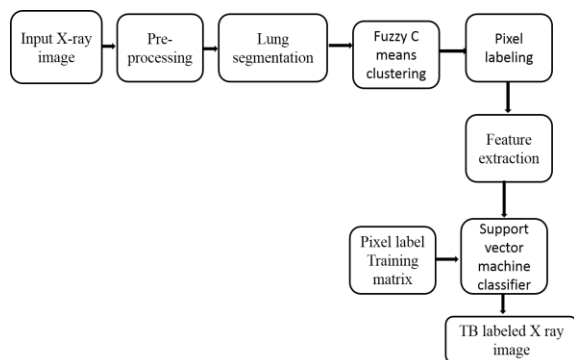 Input X-ray
image
Pre-
processing
Lung
segmentation
Fuzzy C
means
clustering
Pixel
labeling
Feature
extraction
Pixel label
Training
matrix
Support
vector
machine
classifier
TB labeled X ray
image